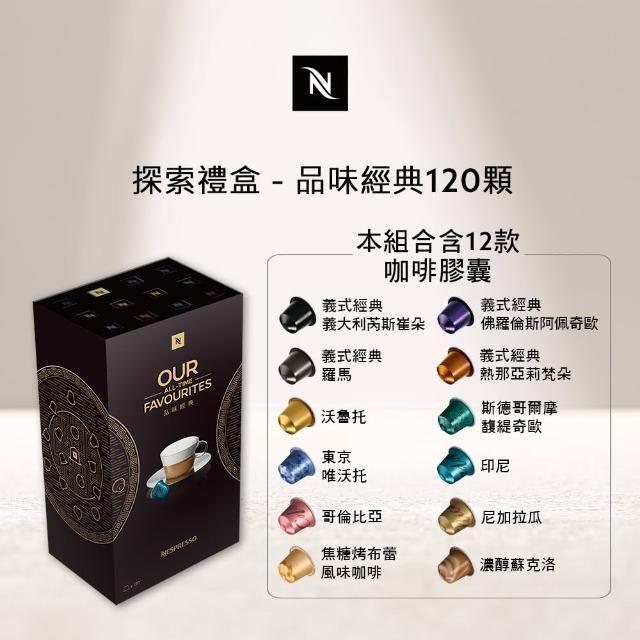 N
探索禮盒 - 品味經典120顆
本組合含12款
咖啡膠囊
義式經典
義大利芮斯崔朵
義式經典
佛羅倫斯阿佩奇歐
義式經典
羅馬
義式經典
熱那亞莉梵朵
沃魯托
斯德哥爾摩
馥緹奇歐
東京
唯沃托
印尼
哥倫比亞
尼加拉瓜
焦糖烤布蕾
風味咖啡
濃醇蘇克洛
N
OUR
ALL-TIME
FAVOURITES
品味經典
NESPRESSO